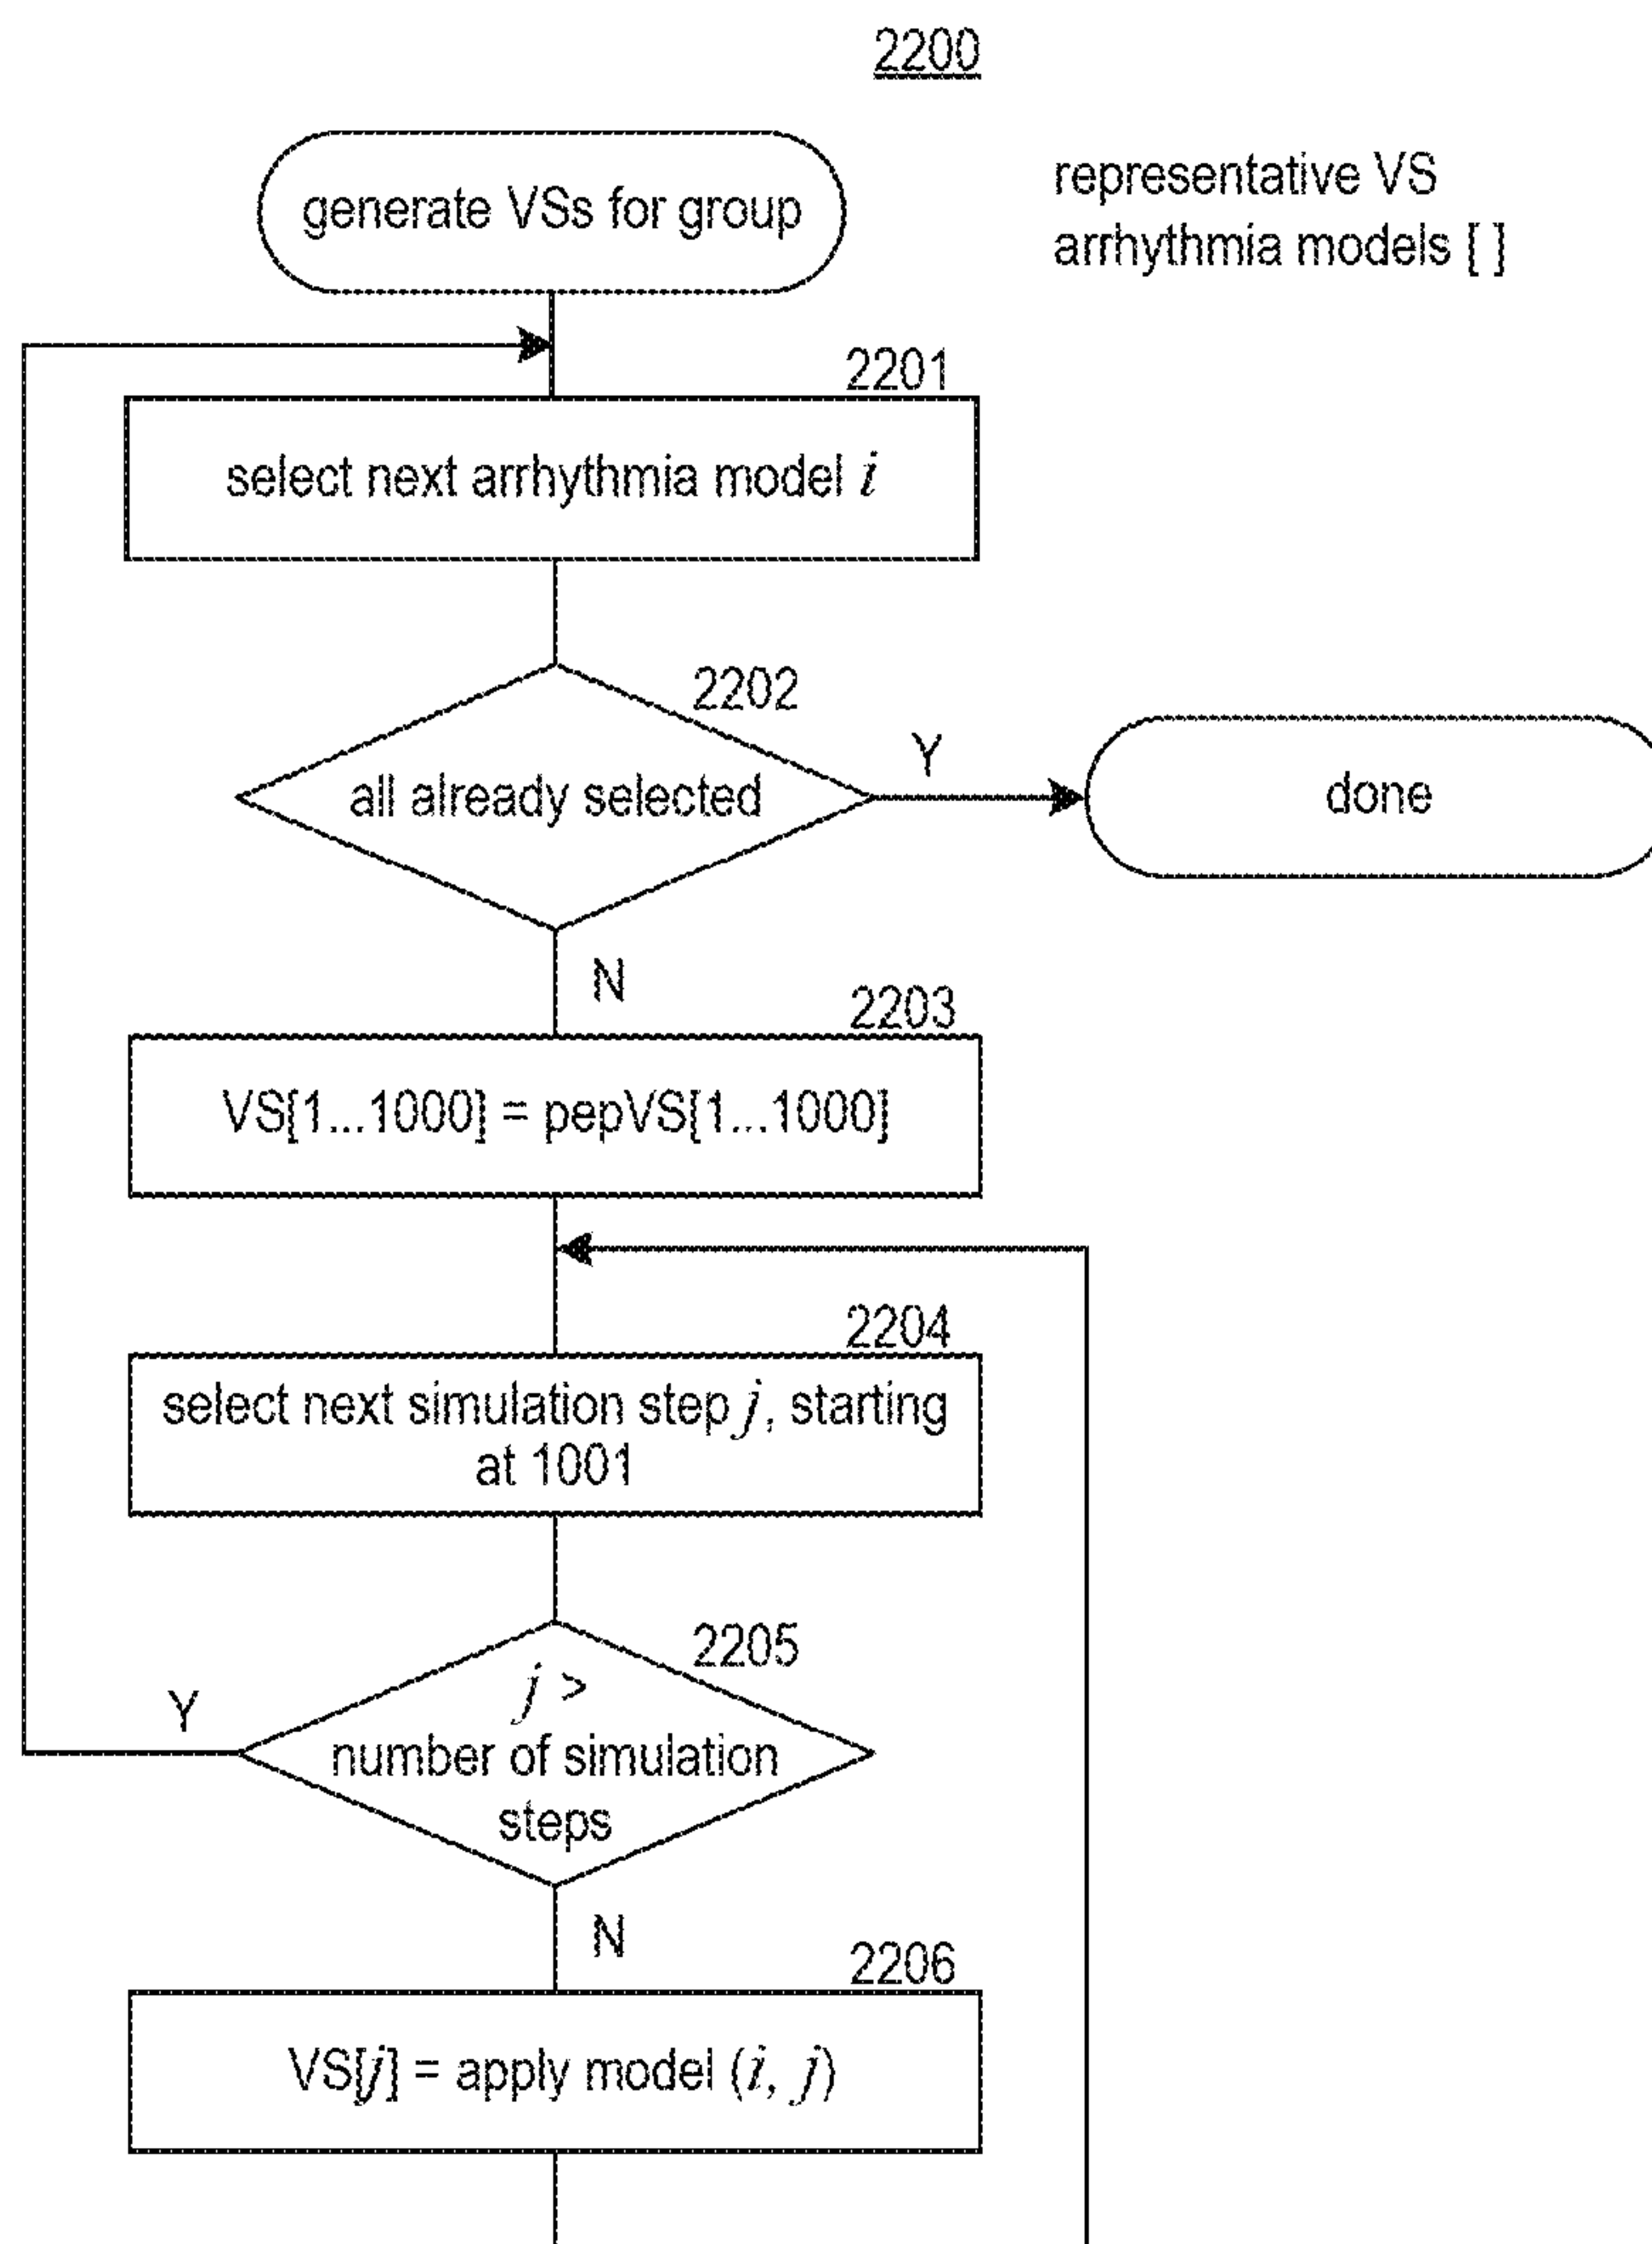 2200
generate VSs for group
representative VS
arrhythmia models [ ]
2201
select next arrhythmia model i
2202
all already selected
Y
done
N
2203
VS[1...1000] = pepVS[1...1000]
2204
select next simulation step j, starting
at 1001
2205
j >
number of simulation
steps
Y
N
2206
VS[j] = apply model (i, j)